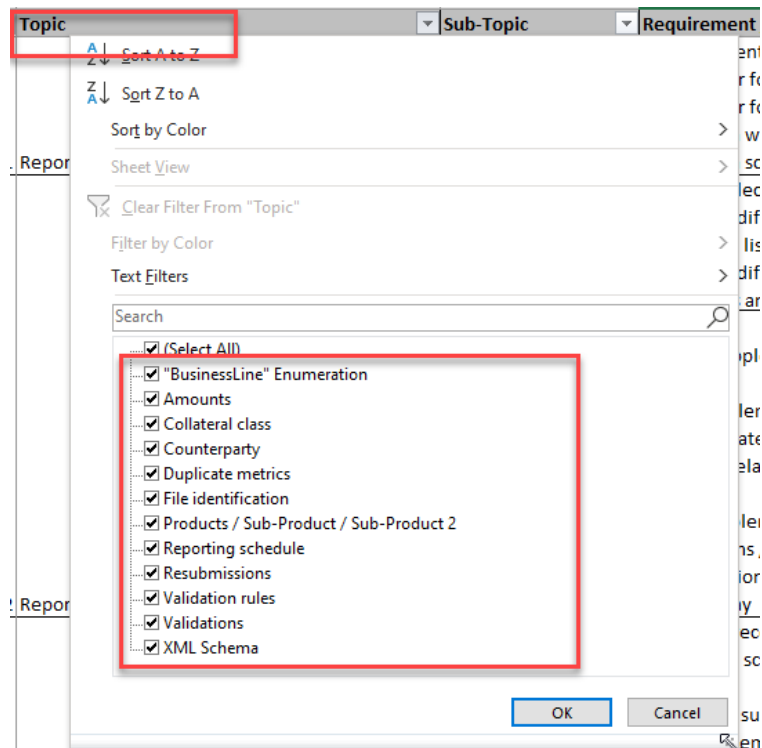 Topic Sub-Topic Requirement
Sort A to Z
Sort Z to A
Sort by Color
Sheet View
Repor
Clear Filter From "Topic"
Filter by Color
Text Filters
Search
(Select All)
"BusinessLine" Enumeration
Amounts
Collateral class
Counterparty
Duplicate metrics
File identification
Products / Sub-Product / Sub-Product 2
Reporting schedule
Resubmissions
Validation rules
Repor
Validations
XML Schema
OK Cancel